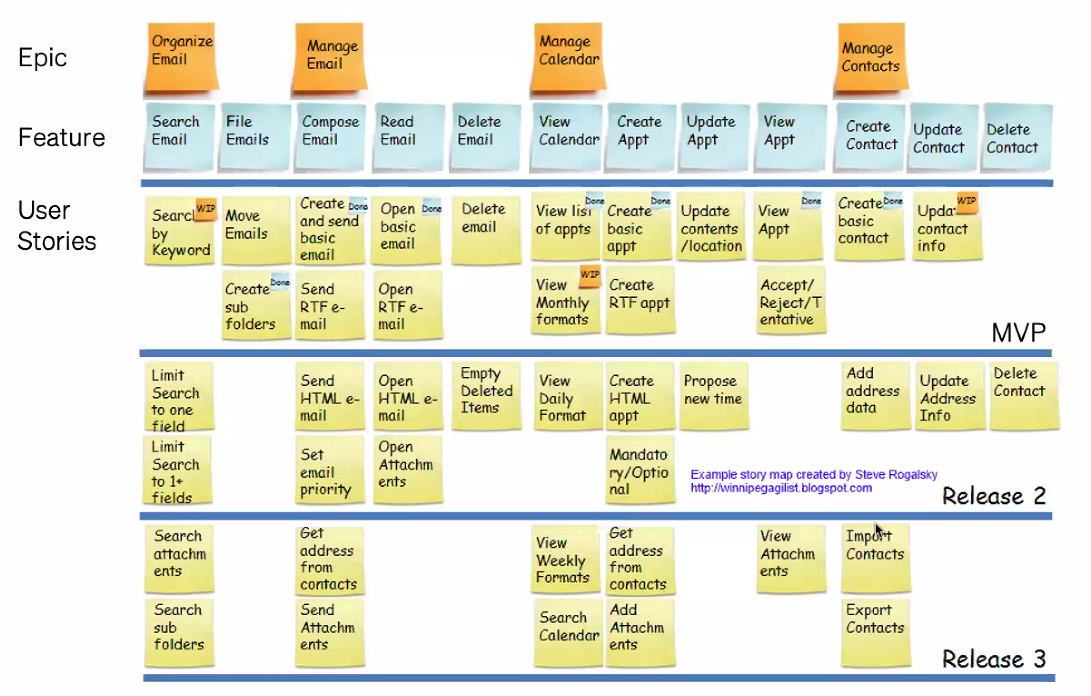 Epic
Organize
Email
Manage
Email
Manage
Calendar
Manage
Contacts
Feature
Search
Email
File
Emails
Compose
Email
Read
Email
Delete
Email
View
Calendar
Create
Appt
Update
Appt
View
Appt
Create
Contact
Update
Contact
Delete
Contact
User
Stories
Search
by
Keyword
WIP
Move
Emails
Create
and send
basic
email
Done
Open
basic
email
Done
Delete
email
View list
of appts
Done
Create
basic
appt
Done
Update
contents
/location
View
Appt
Done
Create
basic
contact
Done
Update
contact
info
WIP
Create
sub
folders
Done
Send
RTF e-
mail
Open
RTF e-
mail
View
Monthly
formats
WIP
Create
RTF appt
Accept/
Reject/T
entative
MVP
Limit
Search
to one
field
Send
HTML e-
mail
Open
HTML e-
mail
Empty
Deleted
Items
View
Daily
Format
Create
HTML
appt
Propose
new time
Add
address
data
Update
Address
Info
Delete
Contact
Limit
Search
to 1+
fields
Set
email
priority
Open
Attachm
ents
Mandato
ry/Optio
nal
Example story map created by Steve Rogalsky
http://winnipegagilist.blogspot.com
Release 2
Search
attachm
ents
Get
address
from
contacts
View
Weekly
Formats
Get
address
from
contacts
View
Attachm
ents
Import
Contacts
Search
sub
folders
Send
Attachm
ents
Search
Calendar
Add
Attachm
ents
Export
Contacts
Release 3